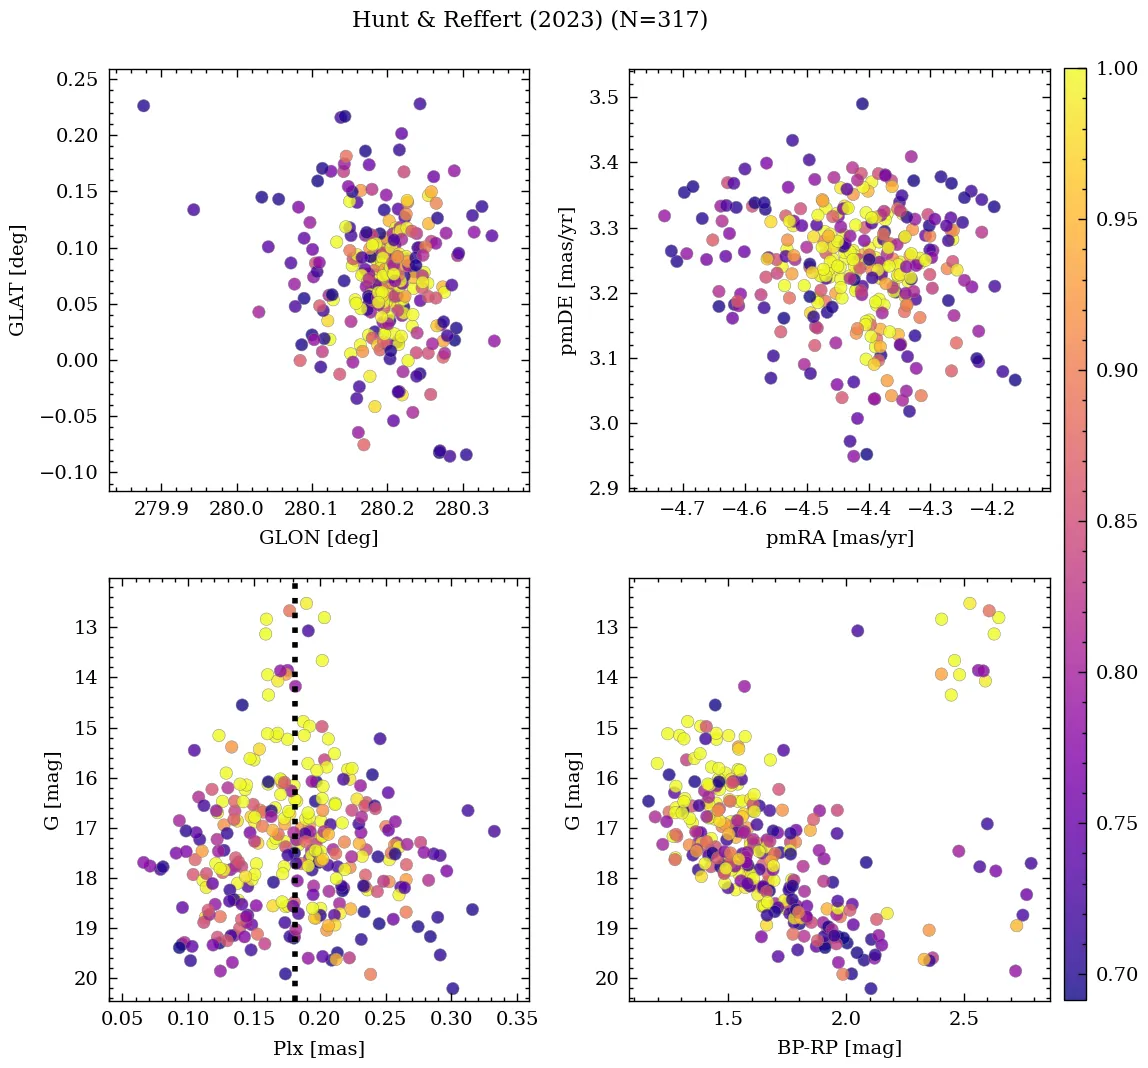 Hunt & Reffert (2023) (N=317)
0.25
0.20
0.15
0.10
0.05
0.00
−0.05
−0.10
GLAT [deg]
279.9 280.0 280.1 280.2 280.3
GLON [deg]
3.5
3.4
3.3
3.2
3.1
3.0
2.9
pmDE [mas/yr]
−4.7 −4.6 −4.5 −4.4 −4.3 −4.2
pmRA [mas/yr]
13
14
15
16
17
18
19
20
G [mag]
0.05 0.10 0.15 0.20 0.25 0.30 0.35
Plx [mas]
13
14
15
16
17
18
19
20
G [mag]
1.5 2.0 2.5
BP-RP [mag]
1.00
0.95
0.90
0.85
0.80
0.75
0.70